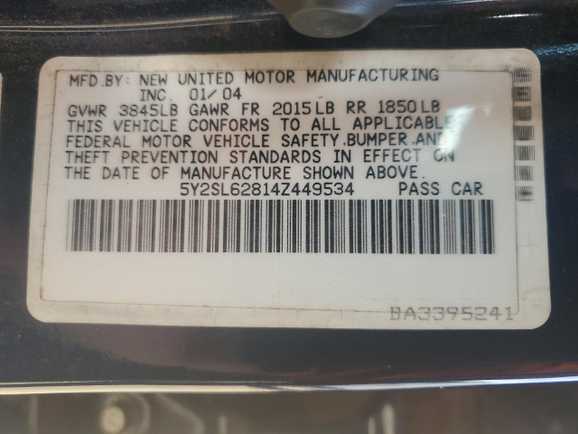 MFD.BY: NEW UNITED MOTOR MANUFACTURING
INC. 01/04
GVWR 3845LB GAWR FR 2015LB RR 1850LB
THIS VEHICLE CONFORMS TO ALL APPLICABLE
FEDERAL MOTOR VEHICLE SAFETY,BUMPER,AND
THEFT PREVENTION STANDARDS IN EFFECT ON
THE DATE OF MANUFACTURE SHOWN ABOVE.
5Y2SL62814Z449534 PASS CAR
BA3395241